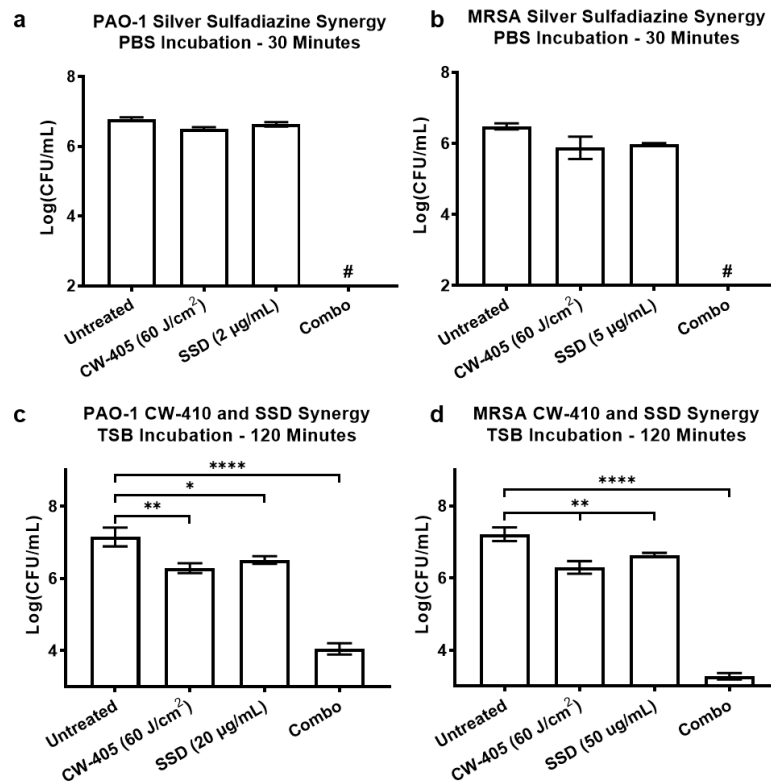 a
PAO-1 Silver Sulfadiazine Synergy
PBS Incubation - 30 Minutes
Log(CFU/mL)
8
6
4
2
#
Untreated
CW-405 (60 J/cm²)
SSD (2 µg/mL)
Combo
b
MRSA Silver Sulfadiazine Synergy
PBS Incubation - 30 Minutes
Log(CFU/mL)
8
6
4
2
#
Untreated
CW-405 (60 J/cm²)
SSD (5 µg/mL)
Combo
c
PAO-1 CW-410 and SSD Synergy
TSB Incubation - 120 Minutes
Log(CFU/mL)
8
6
4
****
*
**
Untreated
CW-405 (60 J/cm²)
SSD (20 µg/mL)
Combo
d
MRSA CW-410 and SSD Synergy
TSB Incubation - 120 Minutes
Log(CFU/mL)
8
6
4
****
**
Untreated
CW-405 (60 J/cm²)
SSD (50 ug/mL)
Combo